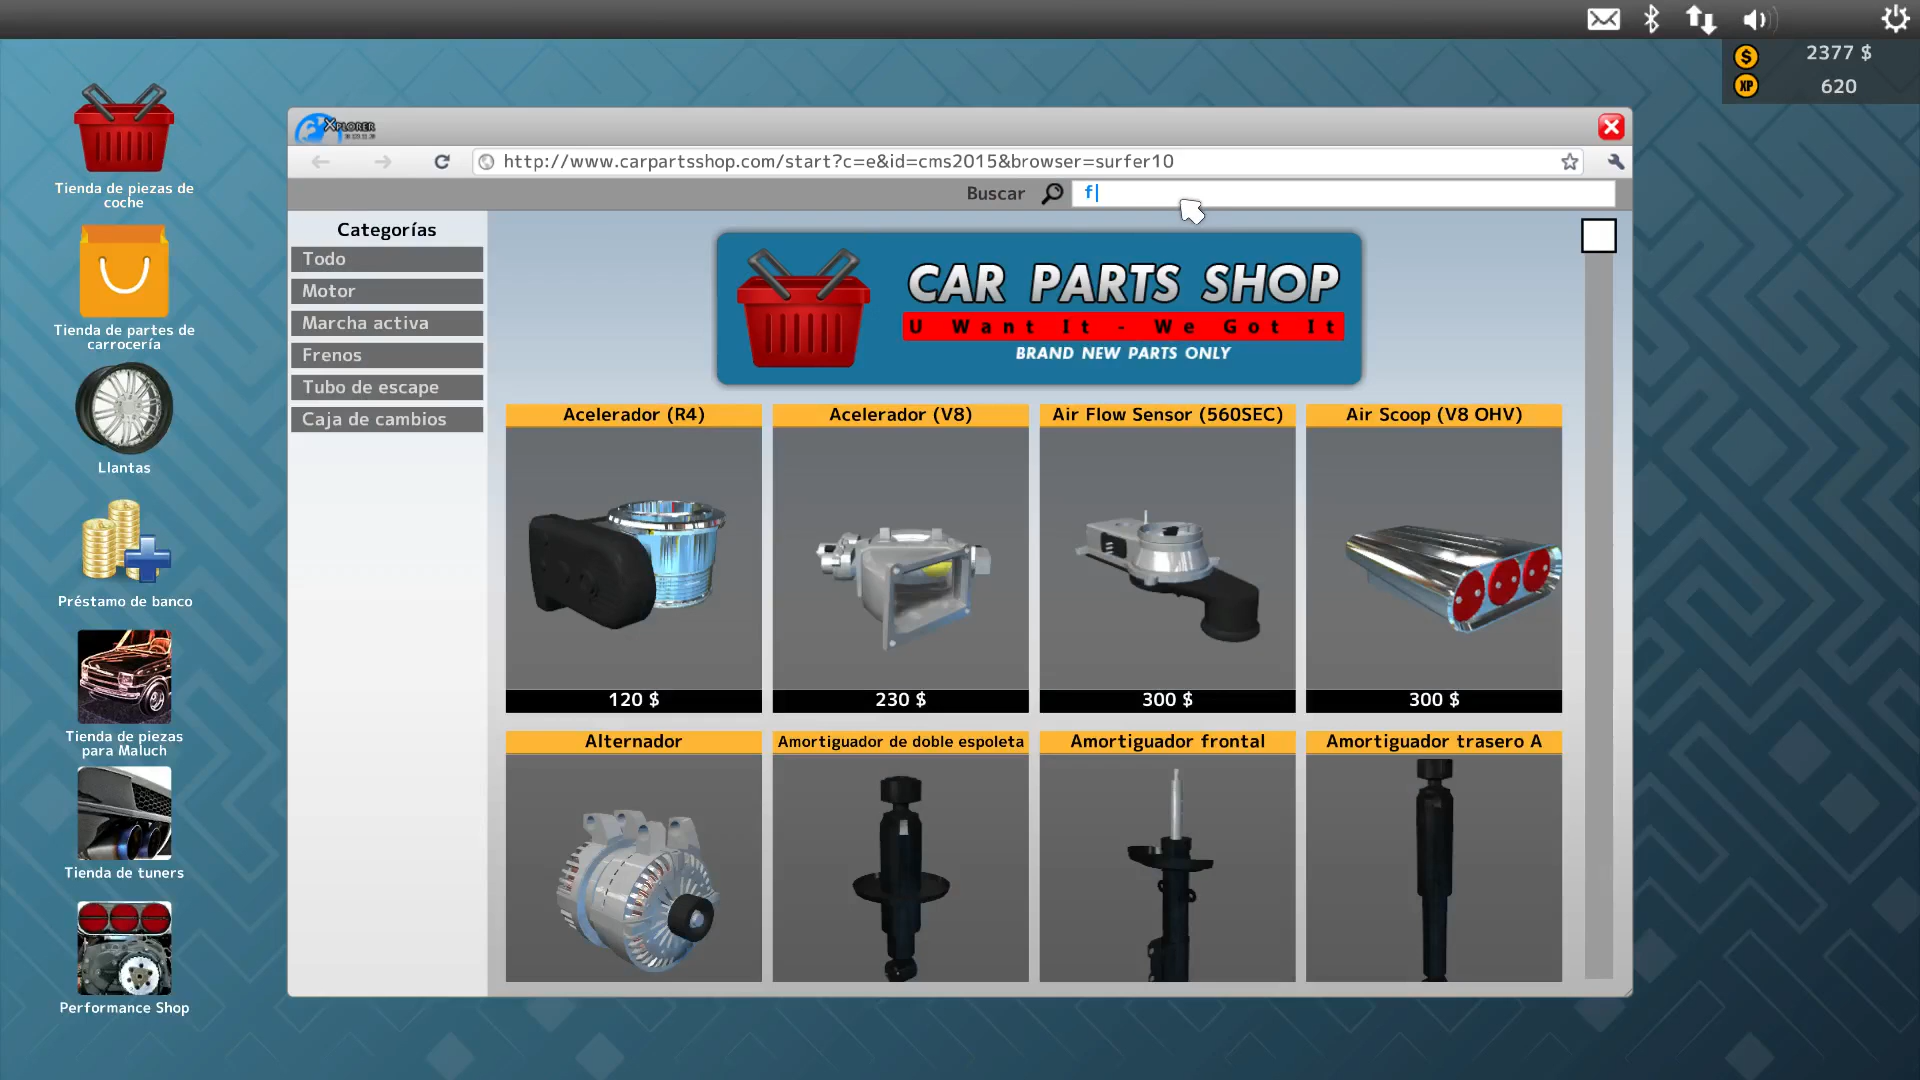 2377 $
XP
620
XPLORER
http://www.carpartsshop.com/start?c=e&id=cms2015&browser=surfer10
Buscar
f
Categorías
Todo
Motor
Marcha activa
Frenos
Tubo de escape
Caja de cambios
Tienda de piezas de
coche
Tienda de partes de
carrocería
Llantas
Préstamo de banco
Tienda de piezas
para Maluch
Tienda de tuners
Performance Shop
CAR PARTS SHOP
U Want It - We Got It
BRAND NEW PARTS ONLY
Acelerador (R4)
Acelerador (V8)
Air Flow Sensor (560SEC)
Air Scoop (V8 OHV)
120 $
230 $
300 $
300 $
Alternador
Amortiguador de doble espoleta
Amortiguador frontal
Amortiguador trasero A